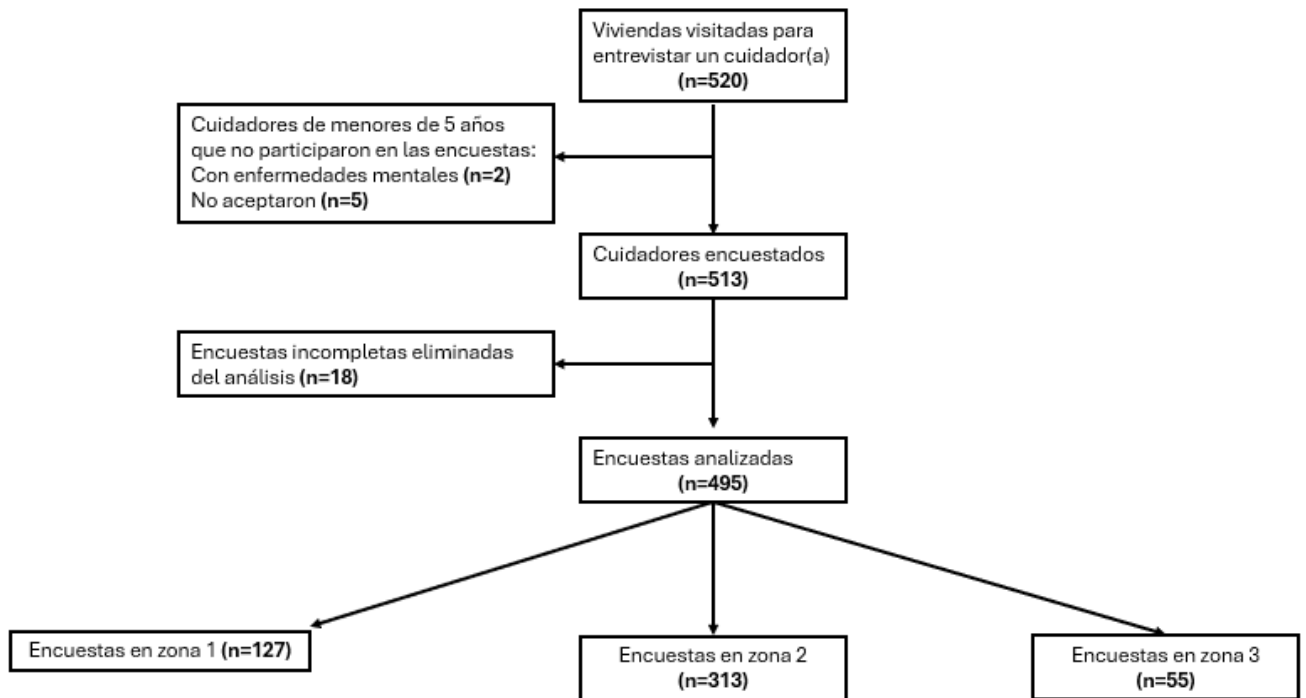 Viviendas visitadas para
entrevistar un cuidador(a)
(n=520)
Cuidadores de menores de 5 años
que no participaron en las encuestas:
Con enfermedades mentales (n=2)
No aceptaron (n=5)
Cuidadores encuestados
(n=513)
Encuestas incompletas eliminadas
del análisis (n=18)
Encuestas analizadas
(n=495)
Encuestas en zona 1 (n=127)
Encuestas en zona 2
(n=313)
Encuestas en zona 3
(n=55)